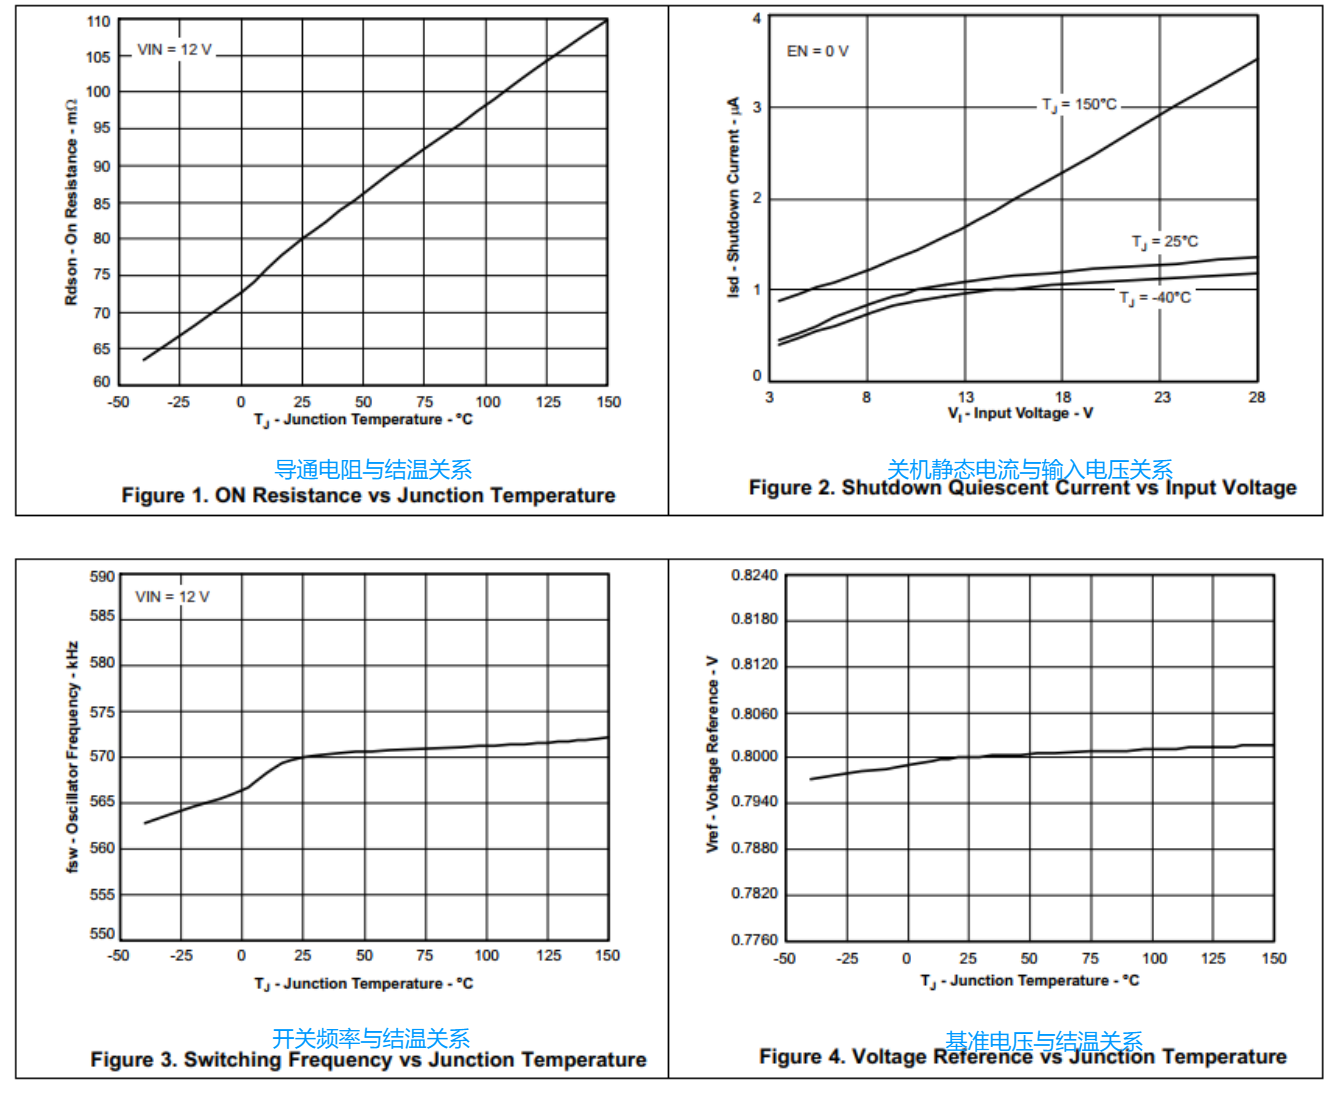 110
105
100
95
90
85
80
75
70
65
60
Rdson - On Resistance - mΩ
VIN = 12 V
-50 -25 0 25 50 75 100 125 150
TJ - Junction Temperature - °C
导通电阻与结温关系
Figure 1. ON Resistance vs Junction Temperature
4
3
2
1
0
Isd - Shutdown Current - μA
EN = 0 V
TJ = 150°C
TJ = 25°C
TJ = -40°C
3 8 13 18 23 28
VI - Input Voltage - V
关机静态电流与输入电压关系
Figure 2. Shutdown Quiescent Current vs Input Voltage
590
585
580
575
570
565
560
555
550
fsw - Oscillator Frequency - kHz
VIN = 12 V
-50 -25 0 25 50 75 100 125 150
TJ - Junction Temperature - °C
开关频率与结温关系
Figure 3. Switching Frequency vs Junction Temperature
0.8240
0.8180
0.8120
0.8060
0.8000
0.7940
0.7880
0.7820
0.7760
Vref - Voltage Reference - V
-50 -25 0 25 50 75 100 125 150
TJ - Junction Temperature - °C
基准电压与结温关系
Figure 4. Voltage Reference vs Junction Temperature